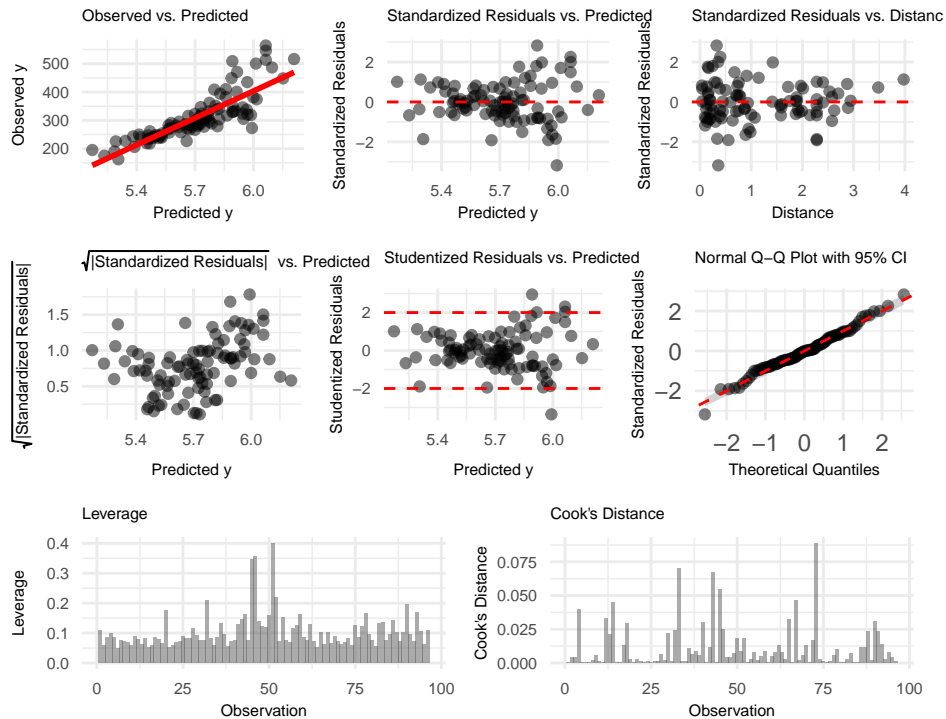 Observed vs. Predicted
Observed y
500
400
300
200
5.4 5.7 6.0
Predicted y
Standardized Residuals vs. Predicted
Standardized Residuals
2
0
−2
5.4 5.7 6.0
Predicted y
Standardized Residuals vs. Distanc
Standardized Residuals
2
0
−2
0 1 2 3 4
Distance
√|Standardized Residuals| vs. Predicted
√|Standardized Residuals|
1.5
1.0
0.5
5.4 5.7 6.0
Predicted y
Studentized Residuals vs. Predicted
Studentized Residuals
2
0
−2
5.4 5.7 6.0
Predicted y
Normal Q−Q Plot with 95% CI
Standardized Residuals
2
0
−2
−2 −1 0 1 2
Theoretical Quantiles
Leverage
Leverage
0.4
0.3
0.2
0.1
0.0
0 25 50 75 100
Observation
Cook's Distance
Cook's Distance
0.075
0.050
0.025
0.000
0 25 50 75 100
Observation